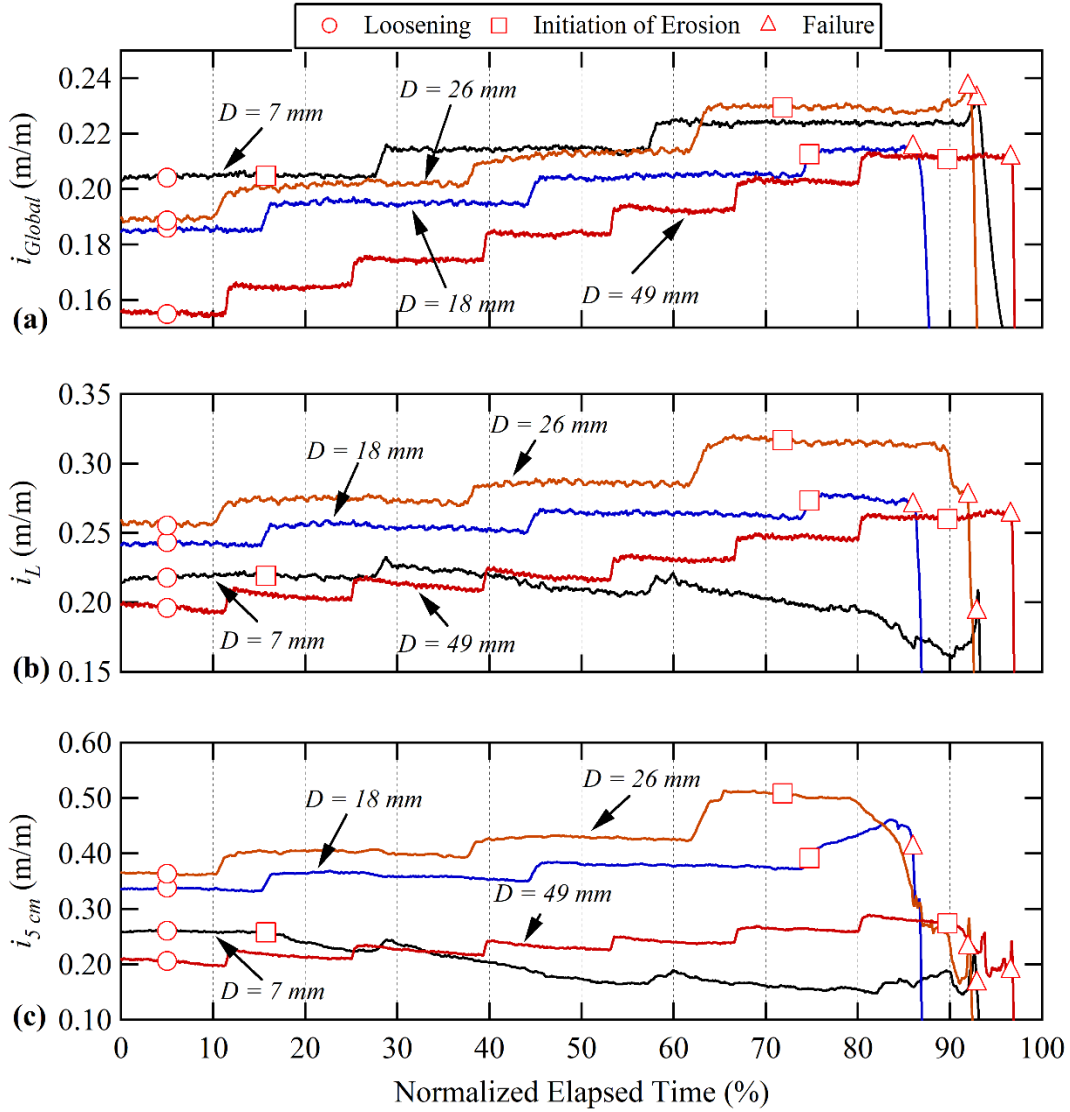 Loosening Initiation of Erosion Failure
0.24
0.22
0.20
0.18
0.16
i_Global (m/m)
(a)
D = 7 mm
D = 26 mm
D = 18 mm
D = 49 mm
0.35
0.30
0.25
0.20
0.15
i_L (m/m)
(b)
D = 18 mm
D = 26 mm
D = 7 mm
D = 49 mm
0.60
0.50
0.40
0.30
0.20
0.10
i_5 cm (m/m)
(c)
D = 18 mm
D = 26 mm
D = 49 mm
D = 7 mm
0 10 20 30 40 50 60 70 80 90 100
Normalized Elapsed Time (%)